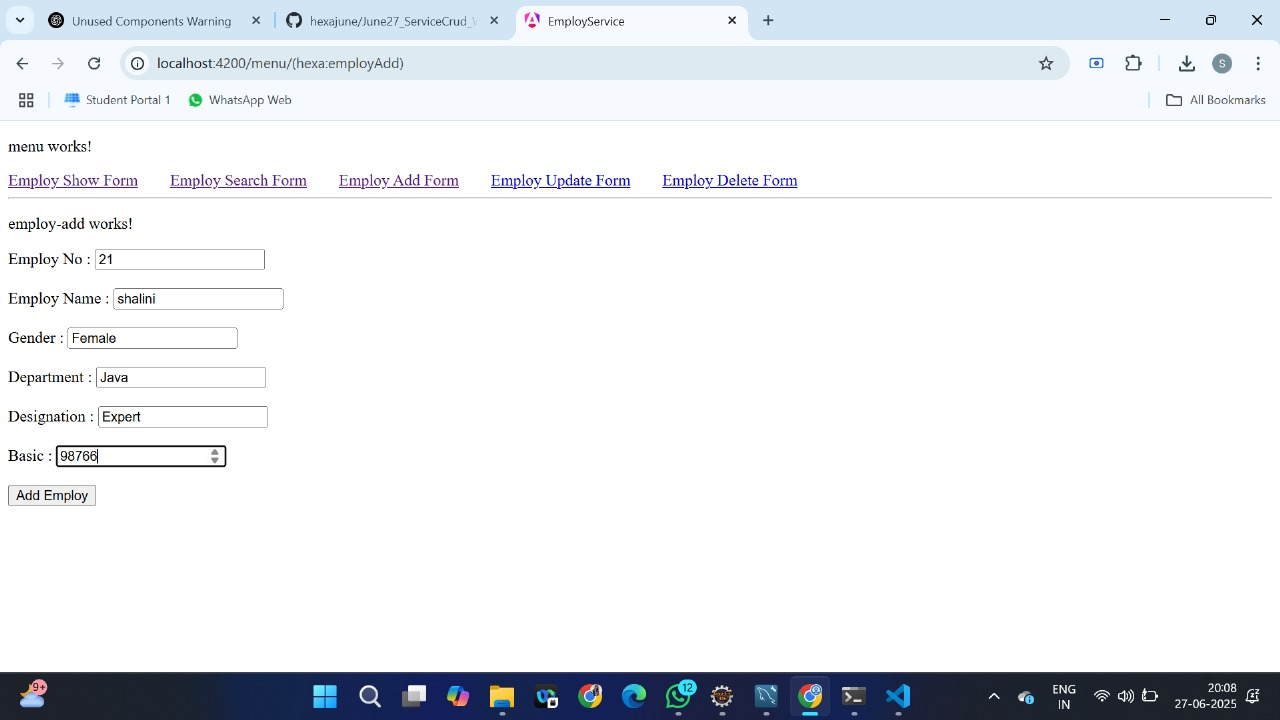 Unused Components Warning
hexajune/June27_ServiceCrud_
EmployService
localhost:4200/menu/(hexa:employAdd)
S
Student Portal 1
WhatsApp Web
All Bookmarks
menu works!
Employ Show Form Employ Search Form Employ Add Form Employ Update Form Employ Delete Form
employ-add works!
Employ No : 21
Employ Name : shalini
Gender : Female
Department : Java
Designation : Expert
Basic : 98766
Add Employ
9+
12
ENG
IN
20:08
27-06-2025